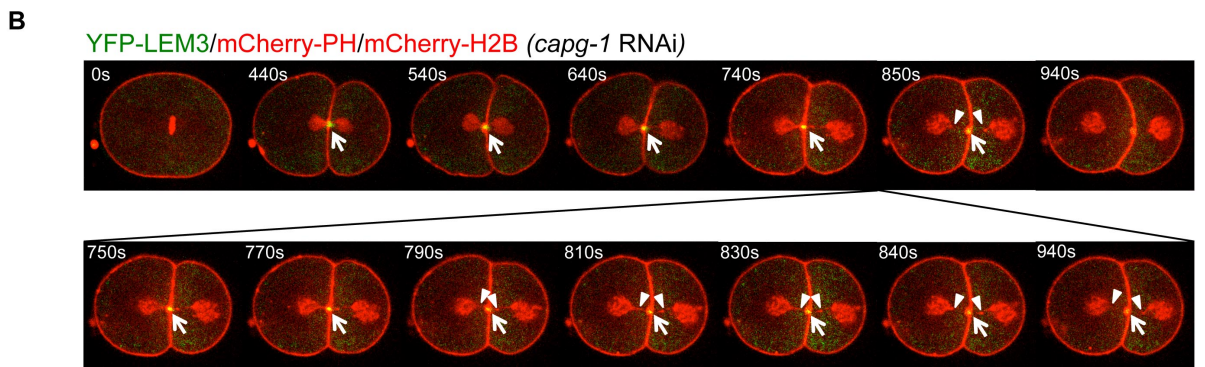 B
YFP-LEM3/mCherry-PH/mCherry-H2B (capg-1 RNAi)
0s 440s 540s 640s 740s 850s 940s
750s 770s 790s 810s 830s 840s 940s